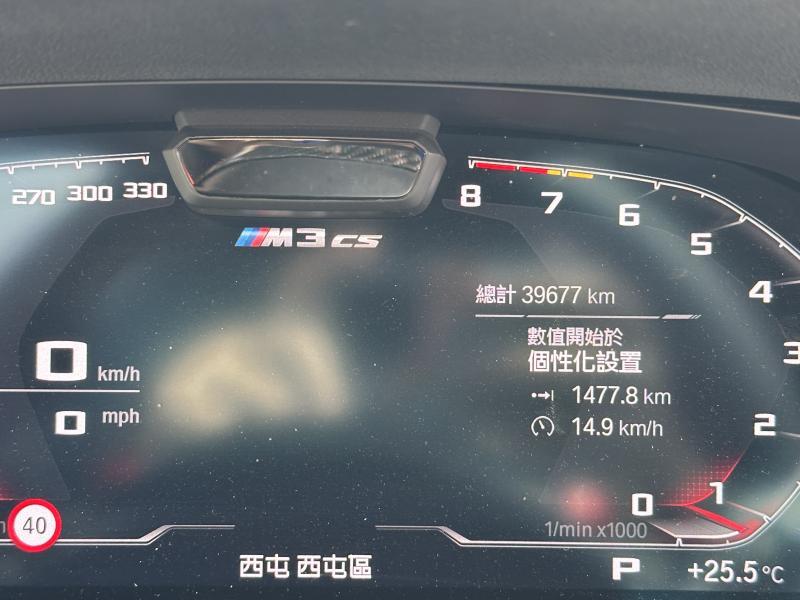 270 300 330
8
7
6
5
4
3
2
1
0
M3 CS
總計 39677 km
數值開始於
個性化設置
1477.8 km
14.9 km/h
0 km/h
0 mph
40
1/min x1000
西屯 西屯區
P
+25.5°C